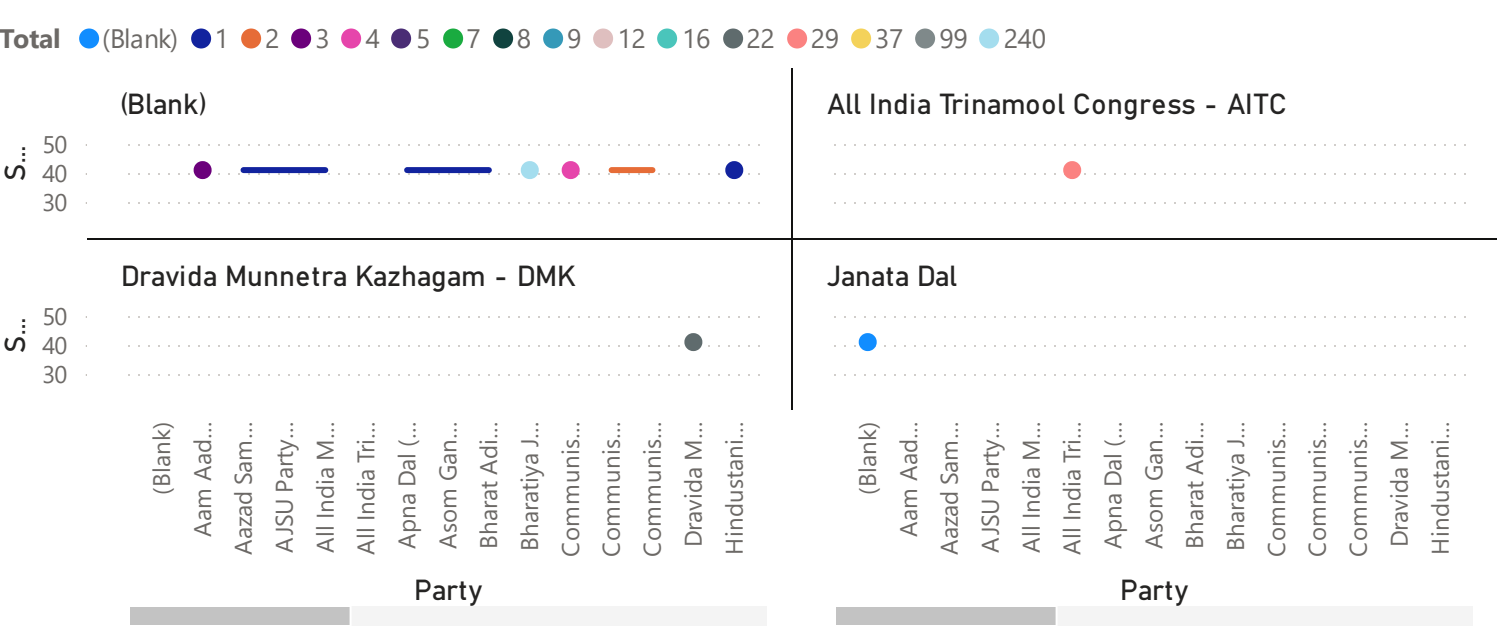 Total (Blank) 1 2 3 4 5 7 8 9 12 16 22 29 37 99 240
(Blank)
S...
50
40
30
All India Trinamool Congress - AITC
Dravida Munnetra Kazhagam - DMK
S...
50
40
30
Janata Dal
(Blank)
Aam Aad...
Aazad Sam...
AJSU Party...
All India M...
All India Tri...
Apna Dal (...
Asom Gan...
Bharat Adi...
Bharatiya J...
Communis...
Communis...
Communis...
Dravida M...
Hindustani...
Party
(Blank)
Aam Aad...
Aazad Sam...
AJSU Party...
All India M...
All India Tri...
Apna Dal (...
Asom Gan...
Bharat Adi...
Bharatiya J...
Communis...
Communis...
Communis...
Dravida M...
Hindustani...
Party